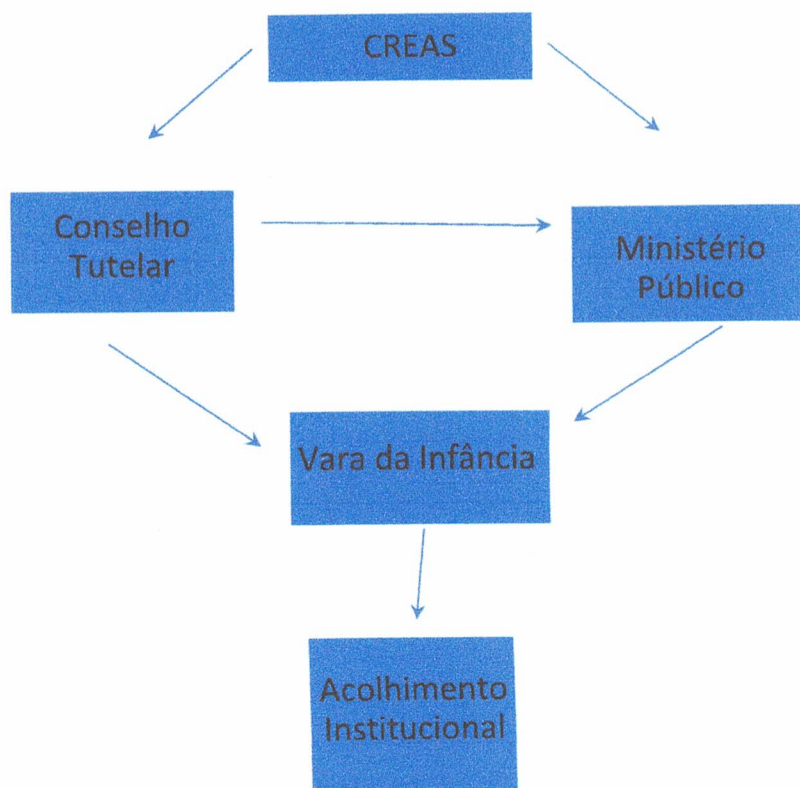 CREAS
Conselho
Tutelar
Ministério
Público
Vara da Infância
Acolhimento
Institucional